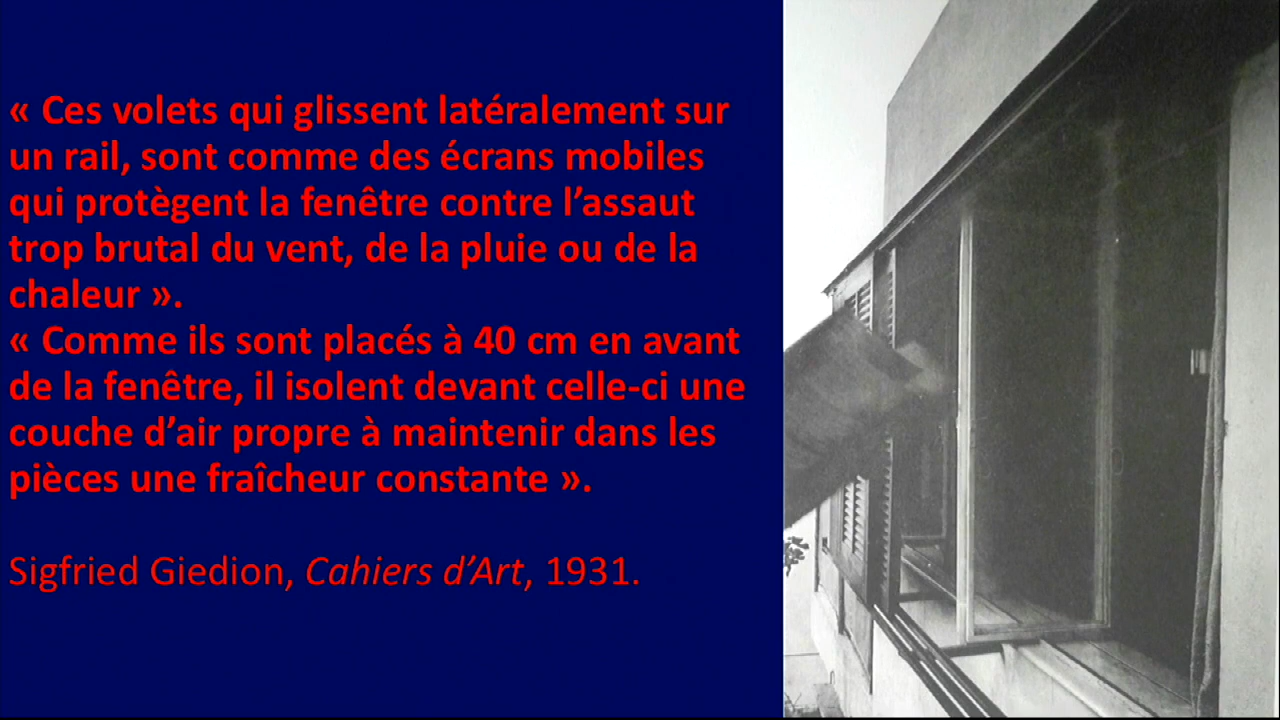 « Ces volets qui glissent latéralement sur
un rail, sont comme des écrans mobiles
qui protègent la fenêtre contre l’assaut
trop brutal du vent, de la pluie ou de la
chaleur ».
« Comme ils sont placés à 40 cm en avant
de la fenêtre, il isolent devant celle-ci une
couche d’air propre à maintenir dans les
pièces une fraîcheur constante ».
Sigfried Giedion, Cahiers d’Art, 1931.